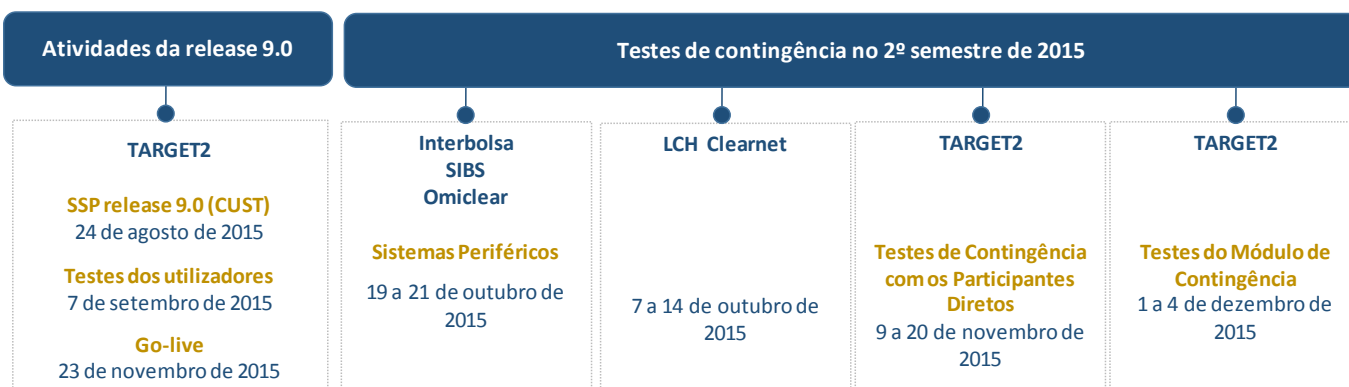 Atividades da release 9.0
Testes de contingência no 2º semestre de 2015
TARGET2
SSP release 9.0 (CUST)
24 de agosto de 2015
Testes dos utilizadores
7 de setembro de 2015
Go-live
23 de novembro de 2015
Interbolsa
SIBS
Omiclear
Sistemas Periféricos
19 a 21 de outubro de
2015
LCH Clearnet
7 a 14 de outubro de
2015
TARGET2
Testes de Contingência
com os Participantes
Diretos
9 a 20 de novembro de
2015
TARGET2
Testes do Módulo de
Contingência
1 a 4 de dezembro de
2015